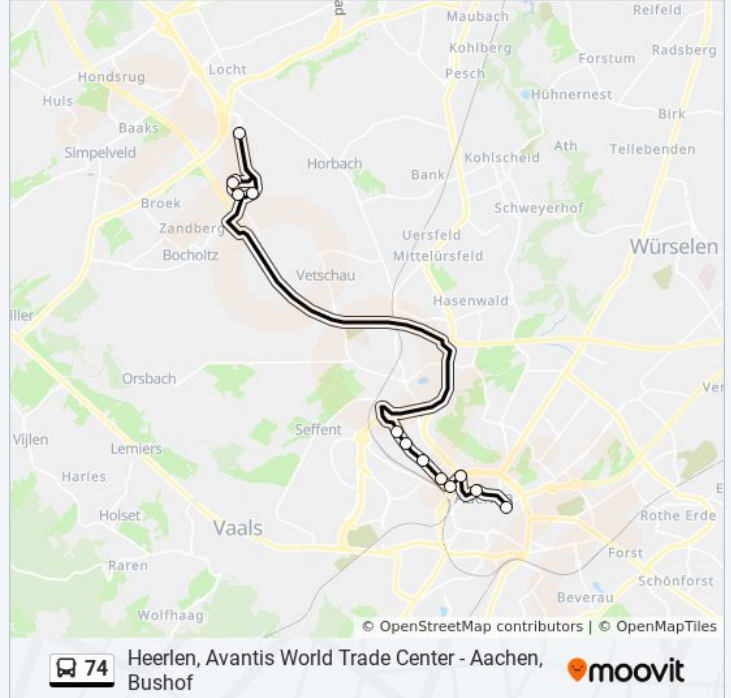 Maubach
Reifeld
Kohlberg
Radsberg
Locht
Forstum
Pesch
Hondsrug
Hühnernest
Huls
Birk
Baaks
Ath
Tellebenden
Simpelveld
Horbach
Kohlscheid
Bank
Broek
Schweyerhof
Zandberg
Uersfeld
Würselen
Bocholtz
Mittelürsfeld
Vetschau
Hasenwald
iller
Orsbach
Ver
Seffent
Vijlen
Lemiers
Harles
Holset
Rothe Erde
Vaals
Forst
Raren
Schönforst
Beverau
Wolfhaag
© OpenStreetMap contributors | © OpenMapTiles
74
Heerlen, Avantis World Trade Center - Aachen,
Bushof
moovit